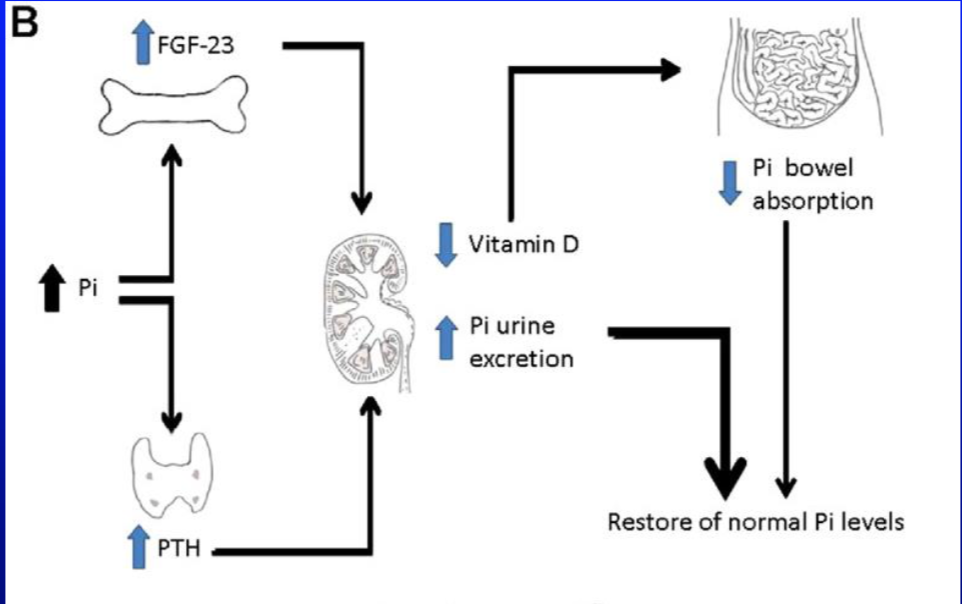 B
FGF-23
Pi
PTH
Vitamin D
Pi urine
excretion
Pi bowel
absorption
Restore of normal Pi levels